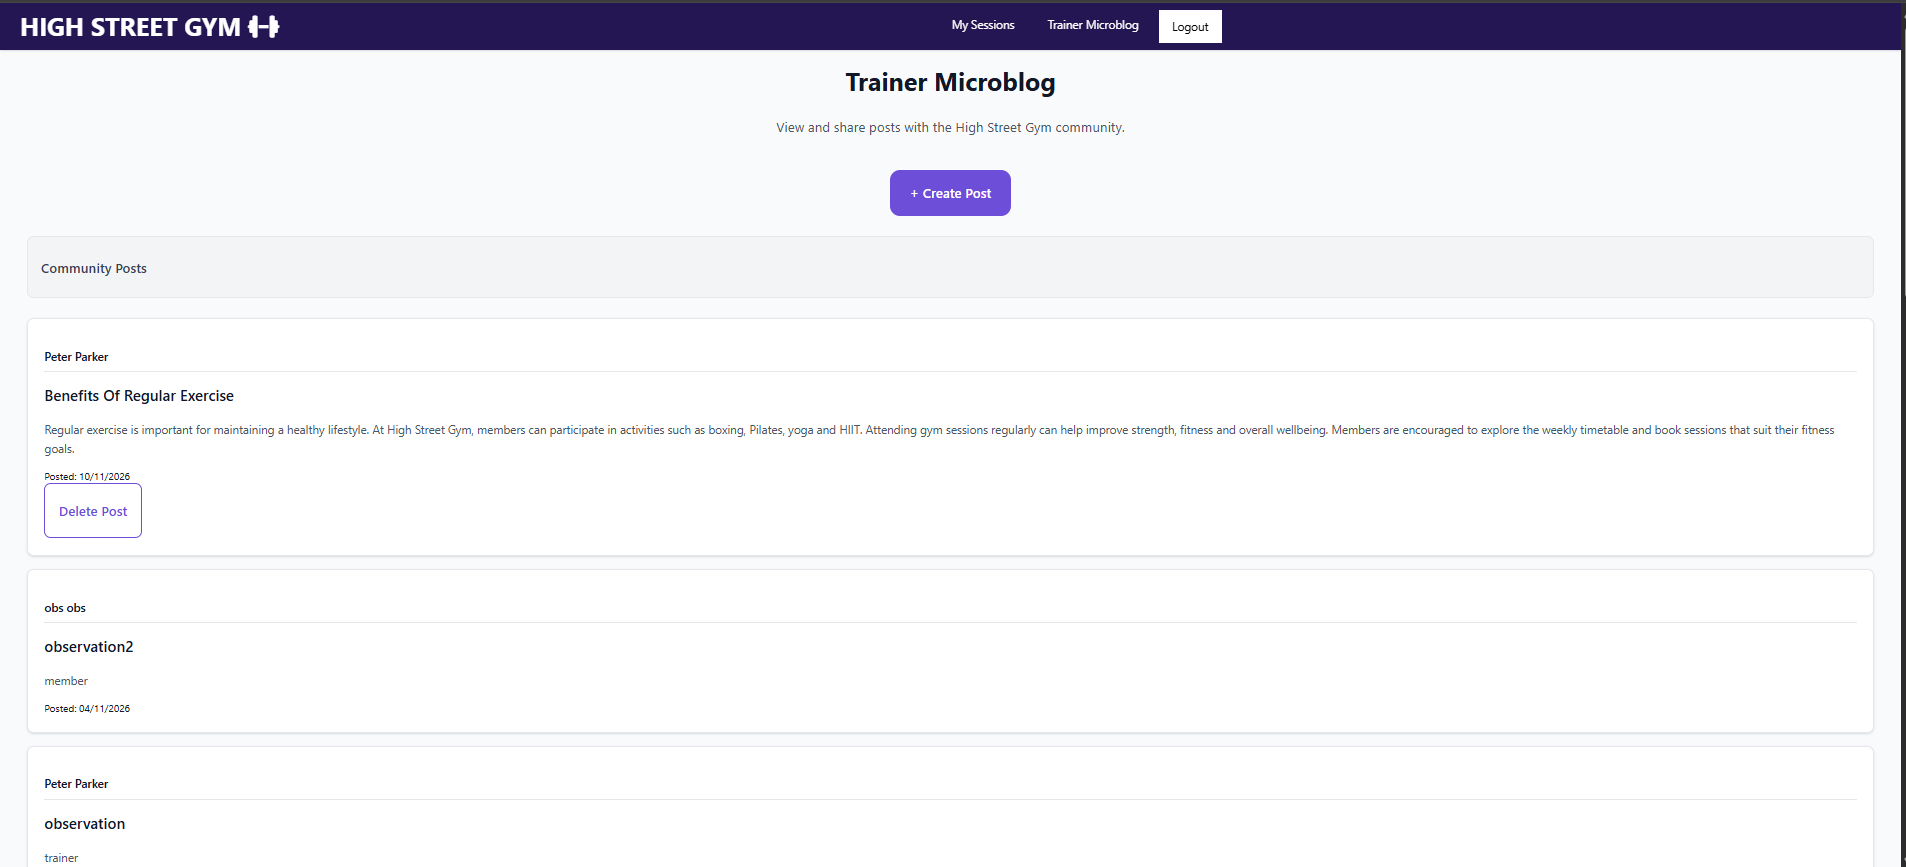 HIGH STREET GYM
My Sessions
Trainer Microblog
Logout
Trainer Microblog
View and share posts with the High Street Gym community.
+ Create Post
Community Posts
Peter Parker
Benefits Of Regular Exercise
Regular exercise is important for maintaining a healthy lifestyle. At High Street Gym, members can participate in activities such as boxing, Pilates, yoga and HIIT. Attending gym sessions regularly can help improve strength, fitness and overall wellbeing. Members are encouraged to explore the weekly timetable and book sessions that suit their fitness
goals.
Posted: 10/11/2026
Delete Post
obs obs
observation2
member
Posted: 04/11/2026
Peter Parker
observation
trainer